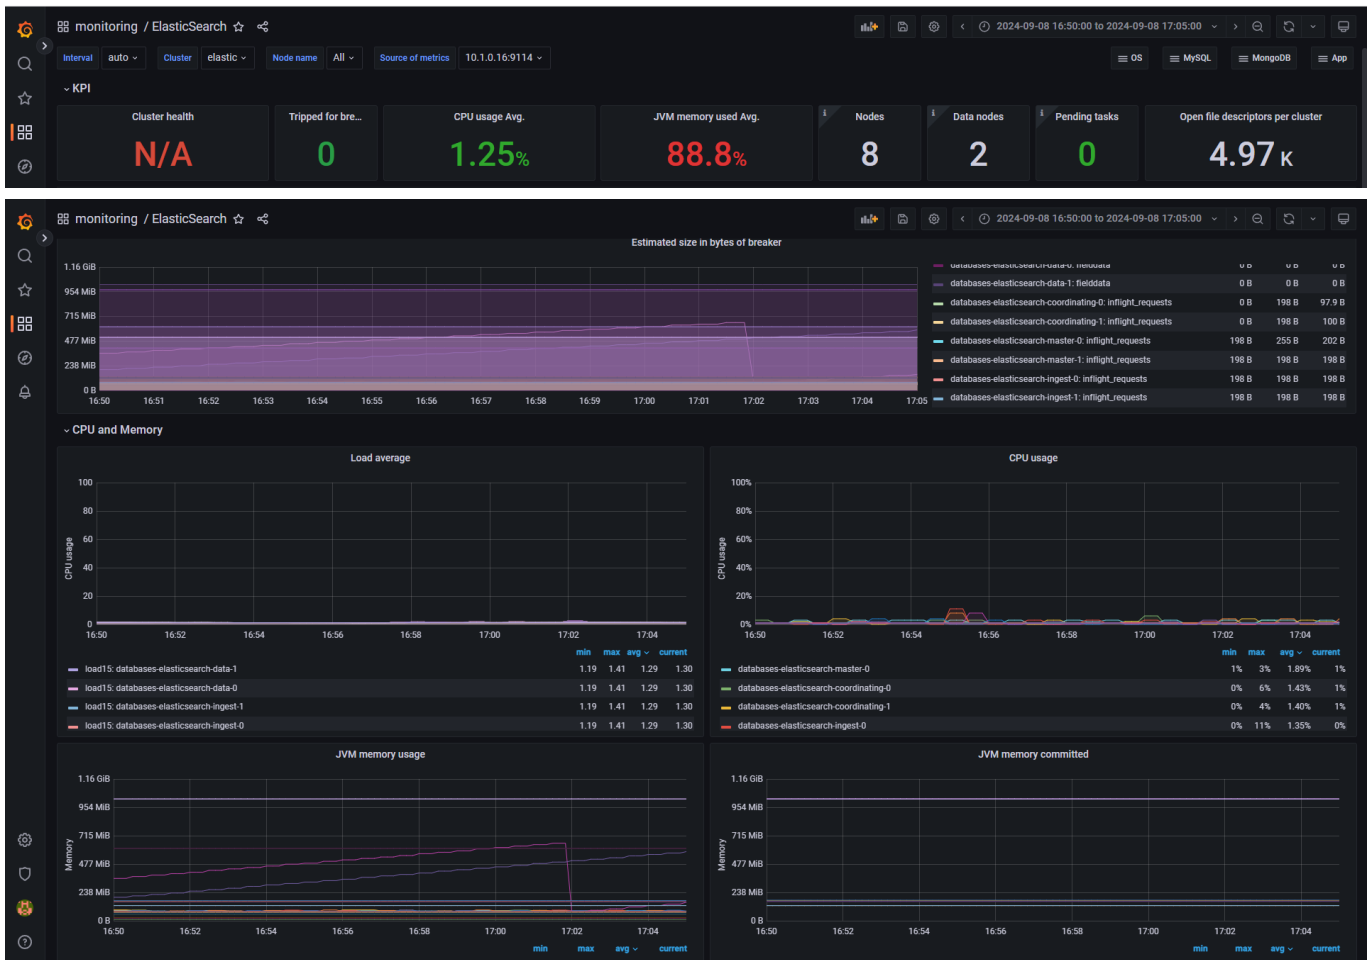 monitoring / ElasticSearch
2024-09-08 16:50:00 to 2024-09-08 17:05:00
Interval auto Cluster elastic Node name All Source of metrics 10.1.0.16:9114 OS MySQL MongoDB App
KPI
Cluster health Tripped for bre... CPU usage Avg. JVM memory used Avg. Nodes Data nodes Pending tasks Open file descriptors per cluster
N/A 0 1.25% 88.8% 8 2 0 4.97 K
monitoring / ElasticSearch
2024-09-08 16:50:00 to 2024-09-08 17:05:00
Estimated size in bytes of breaker
1.16 GiB
954 MiB
715 MiB
477 MiB
238 MiB
0 B
16:50 16:51 16:52 16:53 16:54 16:55 16:56 16:57 16:58 16:59 17:00 17:01 17:02 17:03 17:04 17:05
databases-elasticsearch-data-0: fielddata 0 B 0 B 0 B
databases-elasticsearch-data-1: fielddata 0 B 0 B 0 B
databases-elasticsearch-coordinating-0: inflight_requests 0 B 198 B 97.9 B
databases-elasticsearch-coordinating-1: inflight_requests 0 B 198 B 100 B
databases-elasticsearch-master-0: inflight_requests 198 B 255 B 202 B
databases-elasticsearch-master-1: inflight_requests 198 B 198 B 198 B
databases-elasticsearch-ingest-0: inflight_requests 198 B 198 B 198 B
databases-elasticsearch-ingest-1: inflight_requests 198 B 198 B 198 B
CPU and Memory
Load average
CPU usage
100
80
60
40
20
0
16:50 16:52 16:54 16:56 16:58 17:00 17:02 17:04
min max avg current
load15: databases-elasticsearch-data-1 1.19 1.41 1.29 1.30
load15: databases-elasticsearch-data-0 1.19 1.41 1.29 1.30
load15: databases-elasticsearch-ingest-1 1.19 1.41 1.29 1.30
load15: databases-elasticsearch-ingest-0 1.19 1.41 1.29 1.30
CPU usage
CPU usage
100%
80%
60%
40%
20%
0%
16:50 16:52 16:54 16:56 16:58 17:00 17:02 17:04
min max avg current
databases-elasticsearch-master-0 1% 3% 1.89% 1%
databases-elasticsearch-coordinating-0 0% 6% 1.43% 1%
databases-elasticsearch-coordinating-1 0% 4% 1.40% 1%
databases-elasticsearch-ingest-0 0% 11% 1.35% 0%
JVM memory usage
Memory
1.16 GiB
954 MiB
715 MiB
477 MiB
238 MiB
0 B
16:50 16:52 16:54 16:56 16:58 17:00 17:02 17:04
min max avg current
JVM memory committed
Memory
1.16 GiB
954 MiB
715 MiB
477 MiB
238 MiB
0 B
16:50 16:52 16:54 16:56 16:58 17:00 17:02 17:04
min max avg current